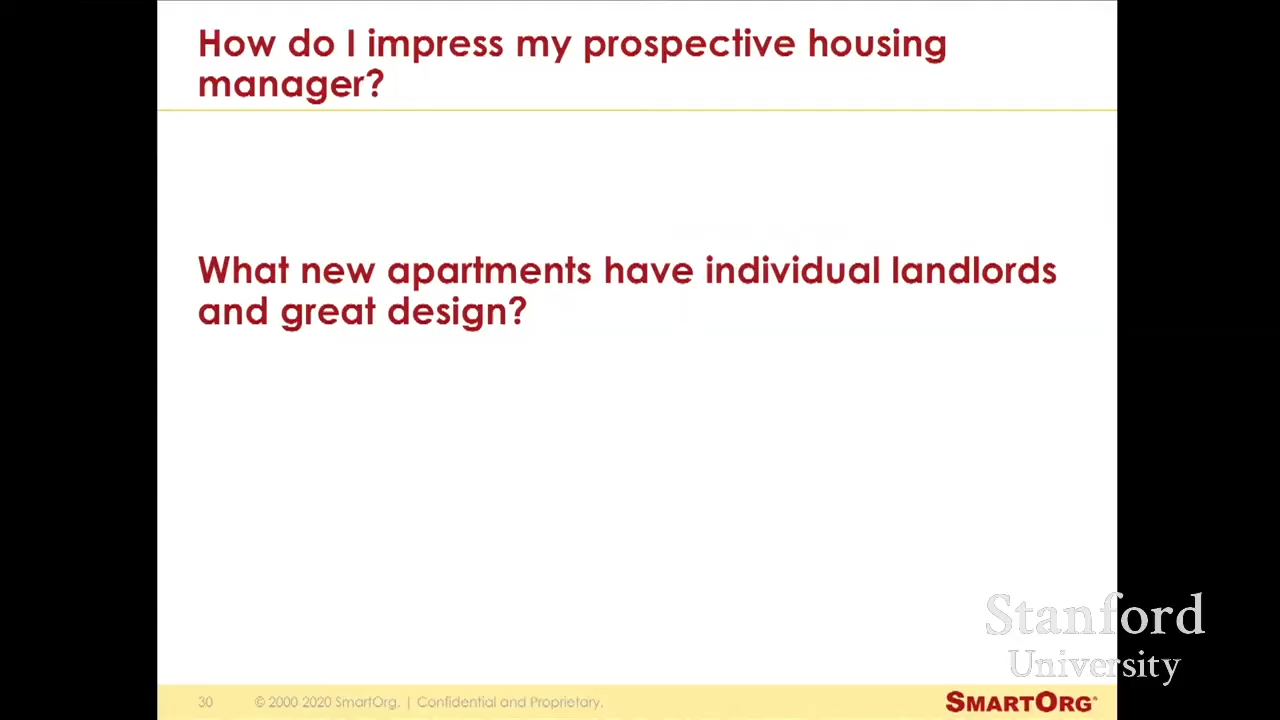 How do I impress my prospective housing
manager?
What new apartments have individual landlords
and great design?
Stanford
University
30 © 2000 2020 SmartOrg. | Confidential and Proprietary. SMARTORG®